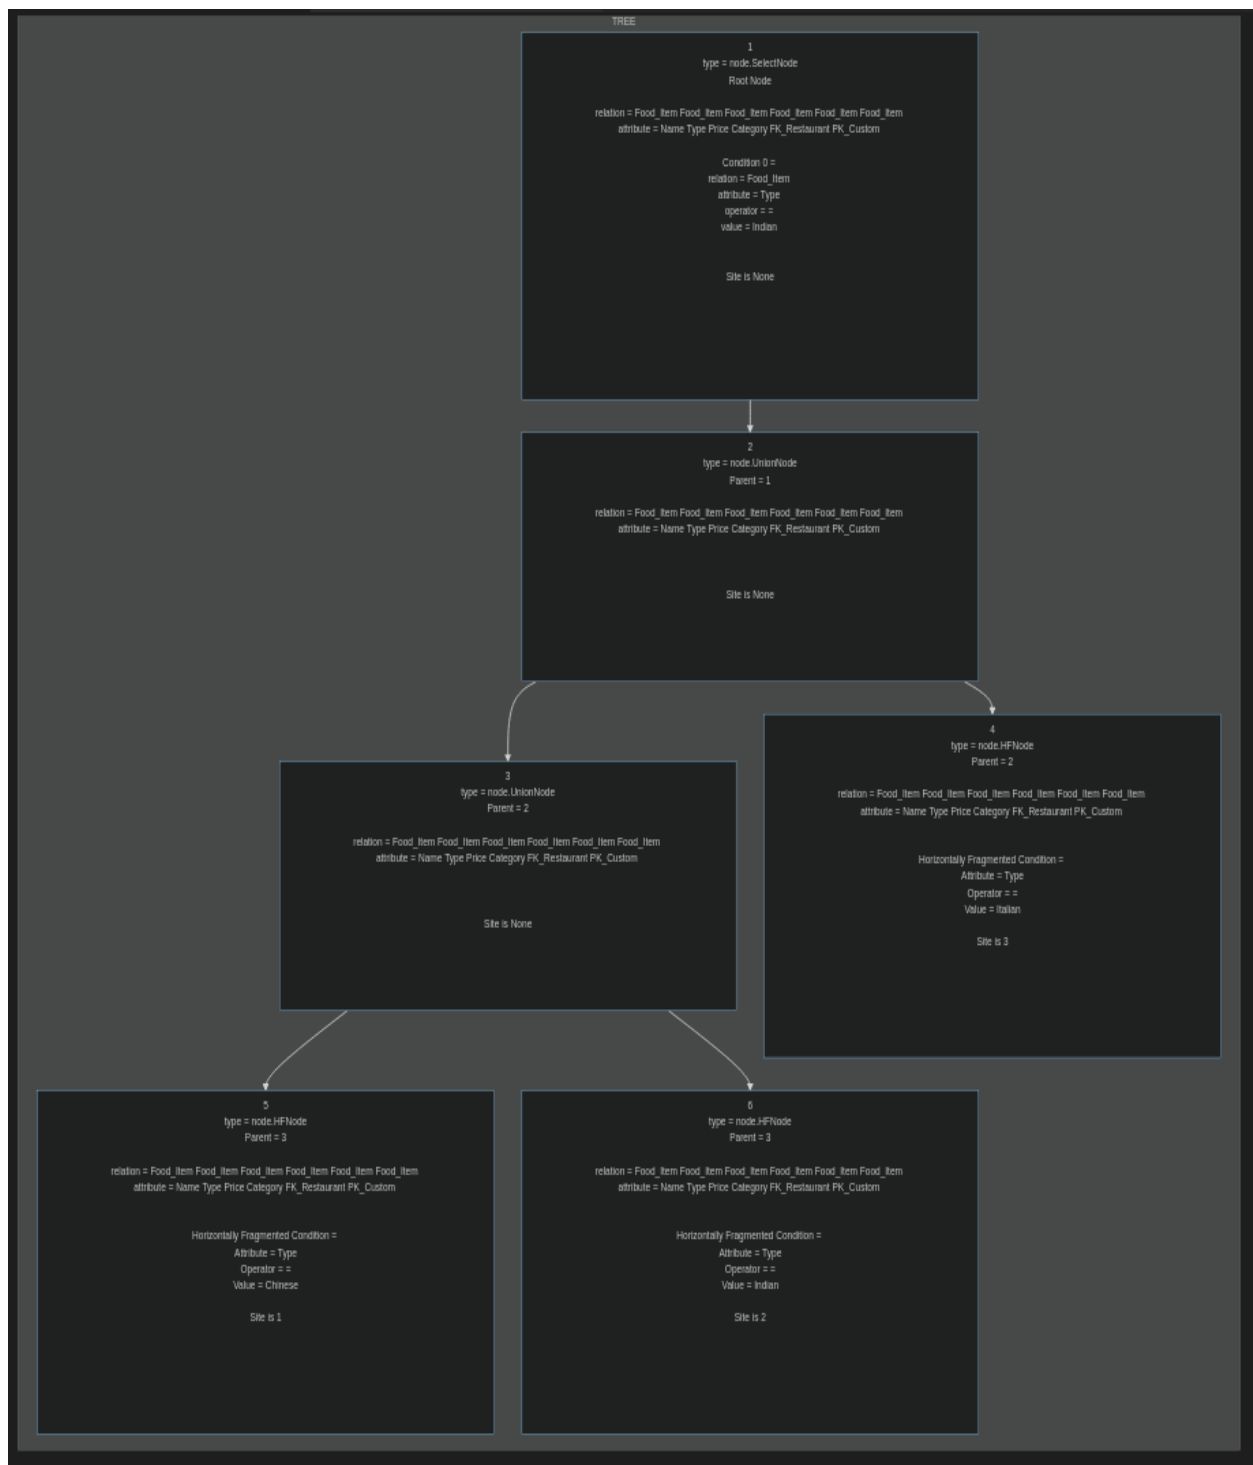 TREE
1
type = node.SelectNode
Root Node
relation = Food_Item Food_Item Food_Item Food_Item Food_Item Food_Item
attribute = Name Type Price Category FK_Restaurant PK_Custom
Condition 0 =
relation = Food_Item
attribute = Type
operator = =
value = Indian
Site is None
2
type = node.UnionNode
Parent = 1
relation = Food_Item Food_Item Food_Item Food_Item Food_Item Food_Item
attribute = Name Type Price Category FK_Restaurant PK_Custom
Site is None
3
type = node.UnionNode
Parent = 2
relation = Food_Item Food_Item Food_Item Food_Item Food_Item Food_Item
attribute = Name Type Price Category FK_Restaurant PK_Custom
Site is None
4
type = node.HFNode
Parent = 2
relation = Food_Item Food_Item Food_Item Food_Item Food_Item Food_Item
attribute = Name Type Price Category FK_Restaurant PK_Custom
Horizontally Fragmented Condition =
Attribute = Type
Operator = =
Value = Italian
Site is 3
5
type = node.HFNode
Parent = 3
relation = Food_Item Food_Item Food_Item Food_Item Food_Item Food_Item
attribute = Name Type Price Category FK_Restaurant PK_Custom
Horizontally Fragmented Condition =
Attribute = Type
Operator = =
Value = Chinese
Site is 1
6
type = node.HFNode
Parent = 3
relation = Food_Item Food_Item Food_Item Food_Item Food_Item Food_Item
attribute = Name Type Price Category FK_Restaurant PK_Custom
Horizontally Fragmented Condition =
Attribute = Type
Operator = =
Value = Indian
Site is 2